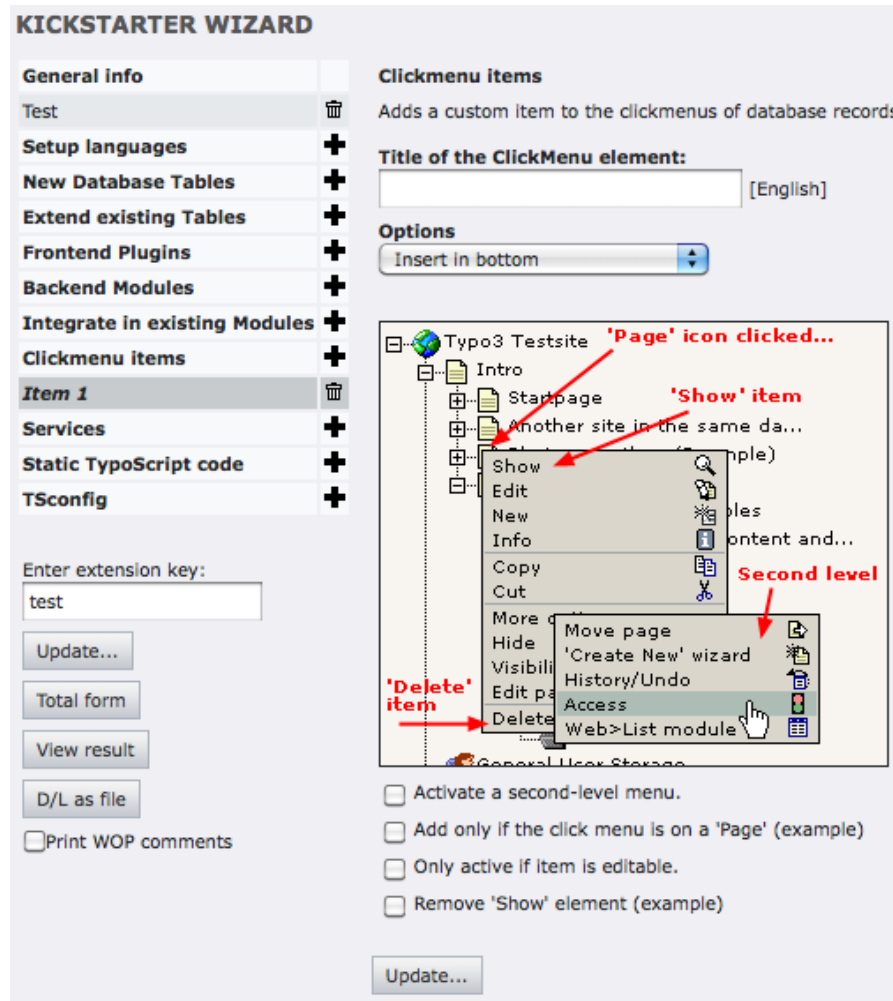 KICKSTARTER WIZARD
General info
Test
Setup languages
New Database Tables
Extend existing Tables
Frontend Plugins
Backend Modules
Integrate in existing Modules
Clickmenu items
Item 1
Services
Static TypoScript code
TSconfig
Enter extension key:
test
Update...
Total form
View result
D/L as file
Print WOP comments
Clickmenu items
Adds a custom item to the clickmenus of database records
Title of the ClickMenu element:
[English]
Options
Insert in bottom
Typo3 Testsite
'Page' icon clicked...
Intro
Startpage
'Show' item
Another site in the same da...
Show
Edit
New
Info
ontent and...
Copy
Second level
Cut
More
Move page
Hide
'Create New' wizard
Visibili
History/Undo
'Delete'
item
Edit pa
Access
Delete
Web>List module
General User Storage
Activate a second-level menu.
Add only if the click menu is on a 'Page' (example)
Only active if item is editable.
Remove 'Show' element (example)
Update...